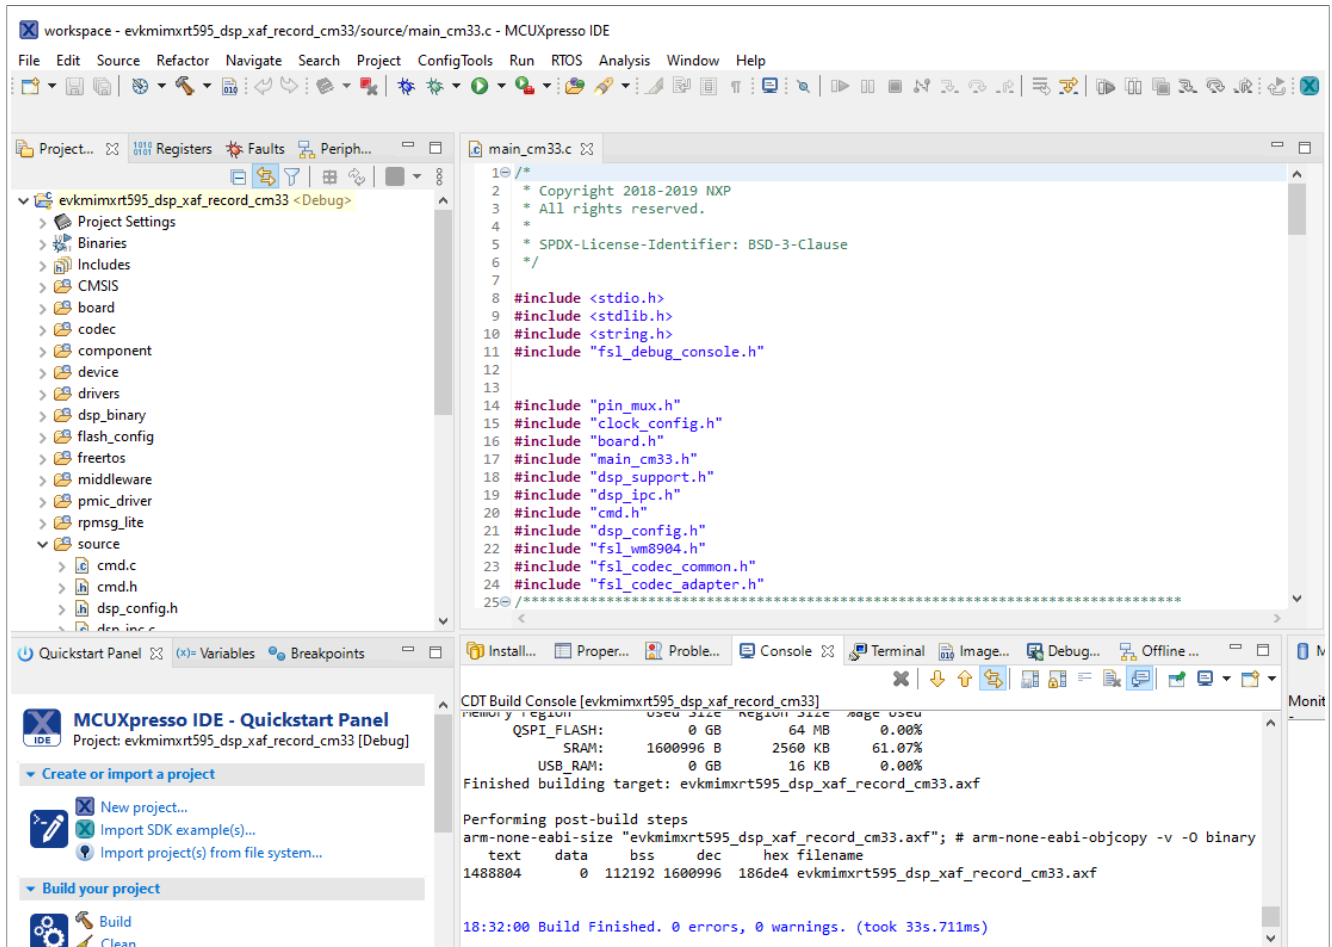 workspace - evkmimxrt595_dsp_xaf_record_cm33/source/main_cm33.c - MCUXpresso IDE
File Edit Source Refactor Navigate Search Project ConfigTools Run RTOS Analysis Window Help
Project... Registers Faults Periph...
evkmimxrt595_dsp_xaf_record_cm33 <Debug>
Project Settings
Binaries
Includes
CMSIS
board
codec
component
device
drivers
dsp_binary
flash_config
freertos
middleware
pmic_driver
rpmsg_lite
source
cmd.c
cmd.h
dsp_config.h
dsp_ipc.c
main_cm33.c
1 /*
2 * Copyright 2018-2019 NXP
3 * All rights reserved.
4 *
5 * SPDX-License-Identifier: BSD-3-Clause
6 */
7
8 #include <stdio.h>
9 #include <stdlib.h>
10 #include <string.h>
11 #include "fsl_debug_console.h"
12
13
14 #include "pin_mux.h"
15 #include "clock_config.h"
16 #include "board.h"
17 #include "main_cm33.h"
18 #include "dsp_support.h"
19 #include "dsp_ipc.h"
20 #include "cmd.h"
21 #include "dsp_config.h"
22 #include "fsl_wm8904.h"
23 #include "fsl_codec_common.h"
24 #include "fsl_codec_adapter.h"
25 /*******************************************************************************
Quickstart Panel (x)= Variables Breakpoints
MCUXpresso IDE - Quickstart Panel
Project: evkmimxrt595_dsp_xaf_record_cm33 [Debug]
IDE
Create or import a project
New project...
Import SDK example(s)...
Import project(s) from file system...
Build your project
Build
Clean
Install... Proper... Proble... Console Terminal Image... Debug... Offline ...
CDT Build Console [evkmimxrt595_dsp_xaf_record_cm33]
Memory region Used Size Region Size %age Used
QSPI_FLASH: 0 GB 64 MB 0.00%
SRAM: 1600996 B 2560 KB 61.07%
USB_RAM: 0 GB 16 KB 0.00%
Finished building target: evkmimxrt595_dsp_xaf_record_cm33.axf
Performing post-build steps
arm-none-eabi-size "evkmimxrt595_dsp_xaf_record_cm33.axf"; # arm-none-eabi-objcopy -v -O binary
text data bss dec hex filename
1488804 0 112192 1600996 186de4 evkmimxrt595_dsp_xaf_record_cm33.axf
18:32:00 Build Finished. 0 errors, 0 warnings. (took 33s.711ms)
M
Monit